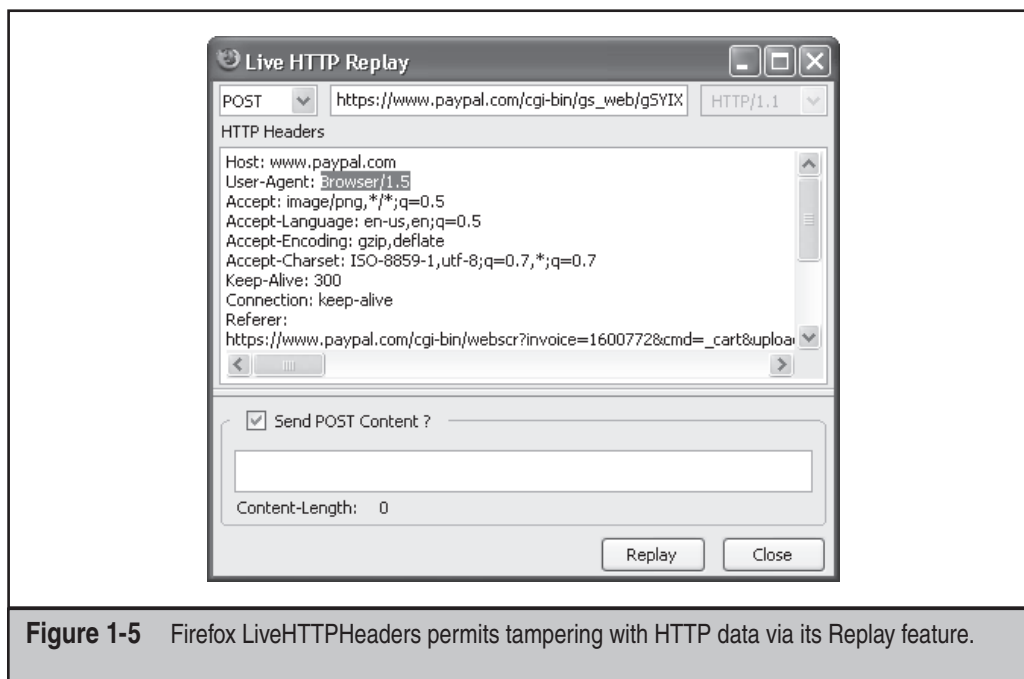 Live HTTP Replay
POST https://www.paypal.com/cgi-bin/gs_web/gSYIX HTTP/1.1
HTTP Headers
Host: www.paypal.com
User-Agent: Browser/1.5
Accept: image/png,*/*;q=0.5
Accept-Language: en-us,en;q=0.5
Accept-Encoding: gzip,deflate
Accept-Charset: ISO-8859-1,utf-8;q=0.7,*;q=0.7
Keep-Alive: 300
Connection: keep-alive
Referer:
https://www.paypal.com/cgi-bin/webscr?invoice=1600772&cmd=_cart&uploa
Send POST Content ?
Content-Length: 0
Replay Close
Figure 1-5 Firefox LiveHTTPHeaders permits tampering with HTTP data via its Replay feature.